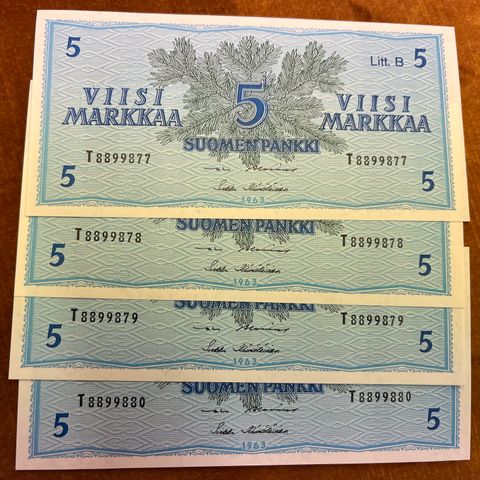 5 5
Litt. B
VIISI 5 VIISI
MARKKAA MARKKAA
SUOMEN PANKKI
T8899877 T8899877
5 5
1963
T8899878 T8899878
5 5
1963
SUOMEN PANKKI
T8899879 T8899879
5 5
1963
SUOMEN PANKKI
T8899880 T8899880
5 5
1963